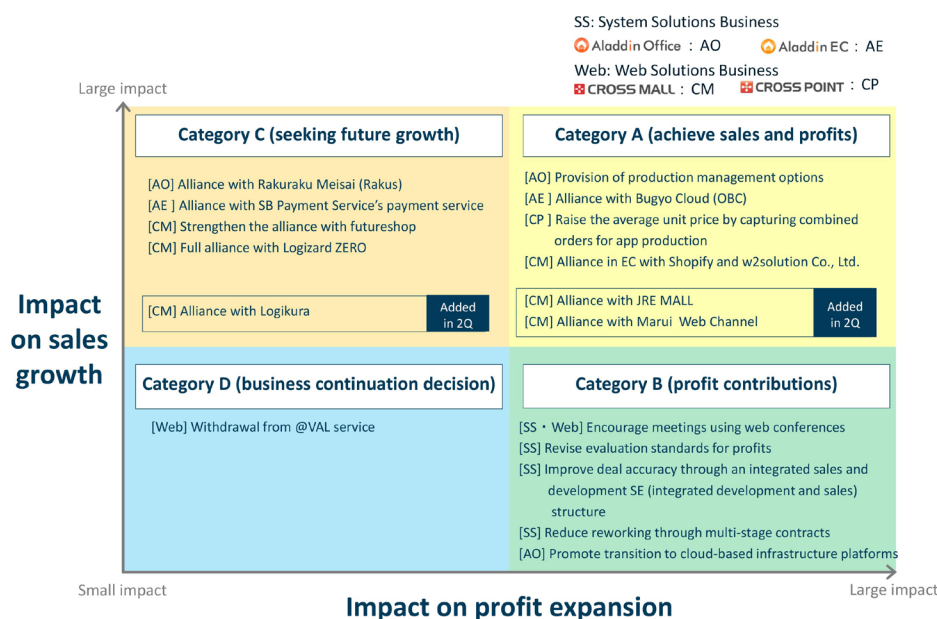 SS: System Solutions Business
Aladdin Office : AO
Aladdin EC : AE
Web: Web Solutions Business
CROSS MALL : CM
CROSS POINT : CP
Large impact
Category C (seeking future growth)
[AO] Alliance with Rakuraku Meisai (Rakus)
[AE ] Alliance with SB Payment Service's payment service
[CM] Strengthen the alliance with futureshop
[CM] Full alliance with Logizard ZERO
[CM] Alliance with Logikura
Added
in 2Q
Category A (achieve sales and profits)
[AO] Provision of production management options
[AE ] Alliance with Bugyo Cloud (OBC)
[CP ] Raise the average unit price by capturing combined
orders for app production
[CM] Alliance in EC with Shopify and w2solution Co., Ltd.
[CM] Alliance with JRE MALL
[CM] Alliance with Marui Web Channel
Added
in 2Q
Impact
on sales
growth
Category D (business continuation decision)
[Web] Withdrawal from @VAL service
Category B (profit contributions)
[SS・Web] Encourage meetings using web conferences
[SS] Revise evaluation standards for profits
[SS] Improve deal accuracy through an integrated sales and
development SE (integrated development and sales)
structure
[SS] Reduce reworking through multi-stage contracts
[AO] Promote transition to cloud-based infrastructure platforms
Small impact
Large impact
Impact on profit expansion